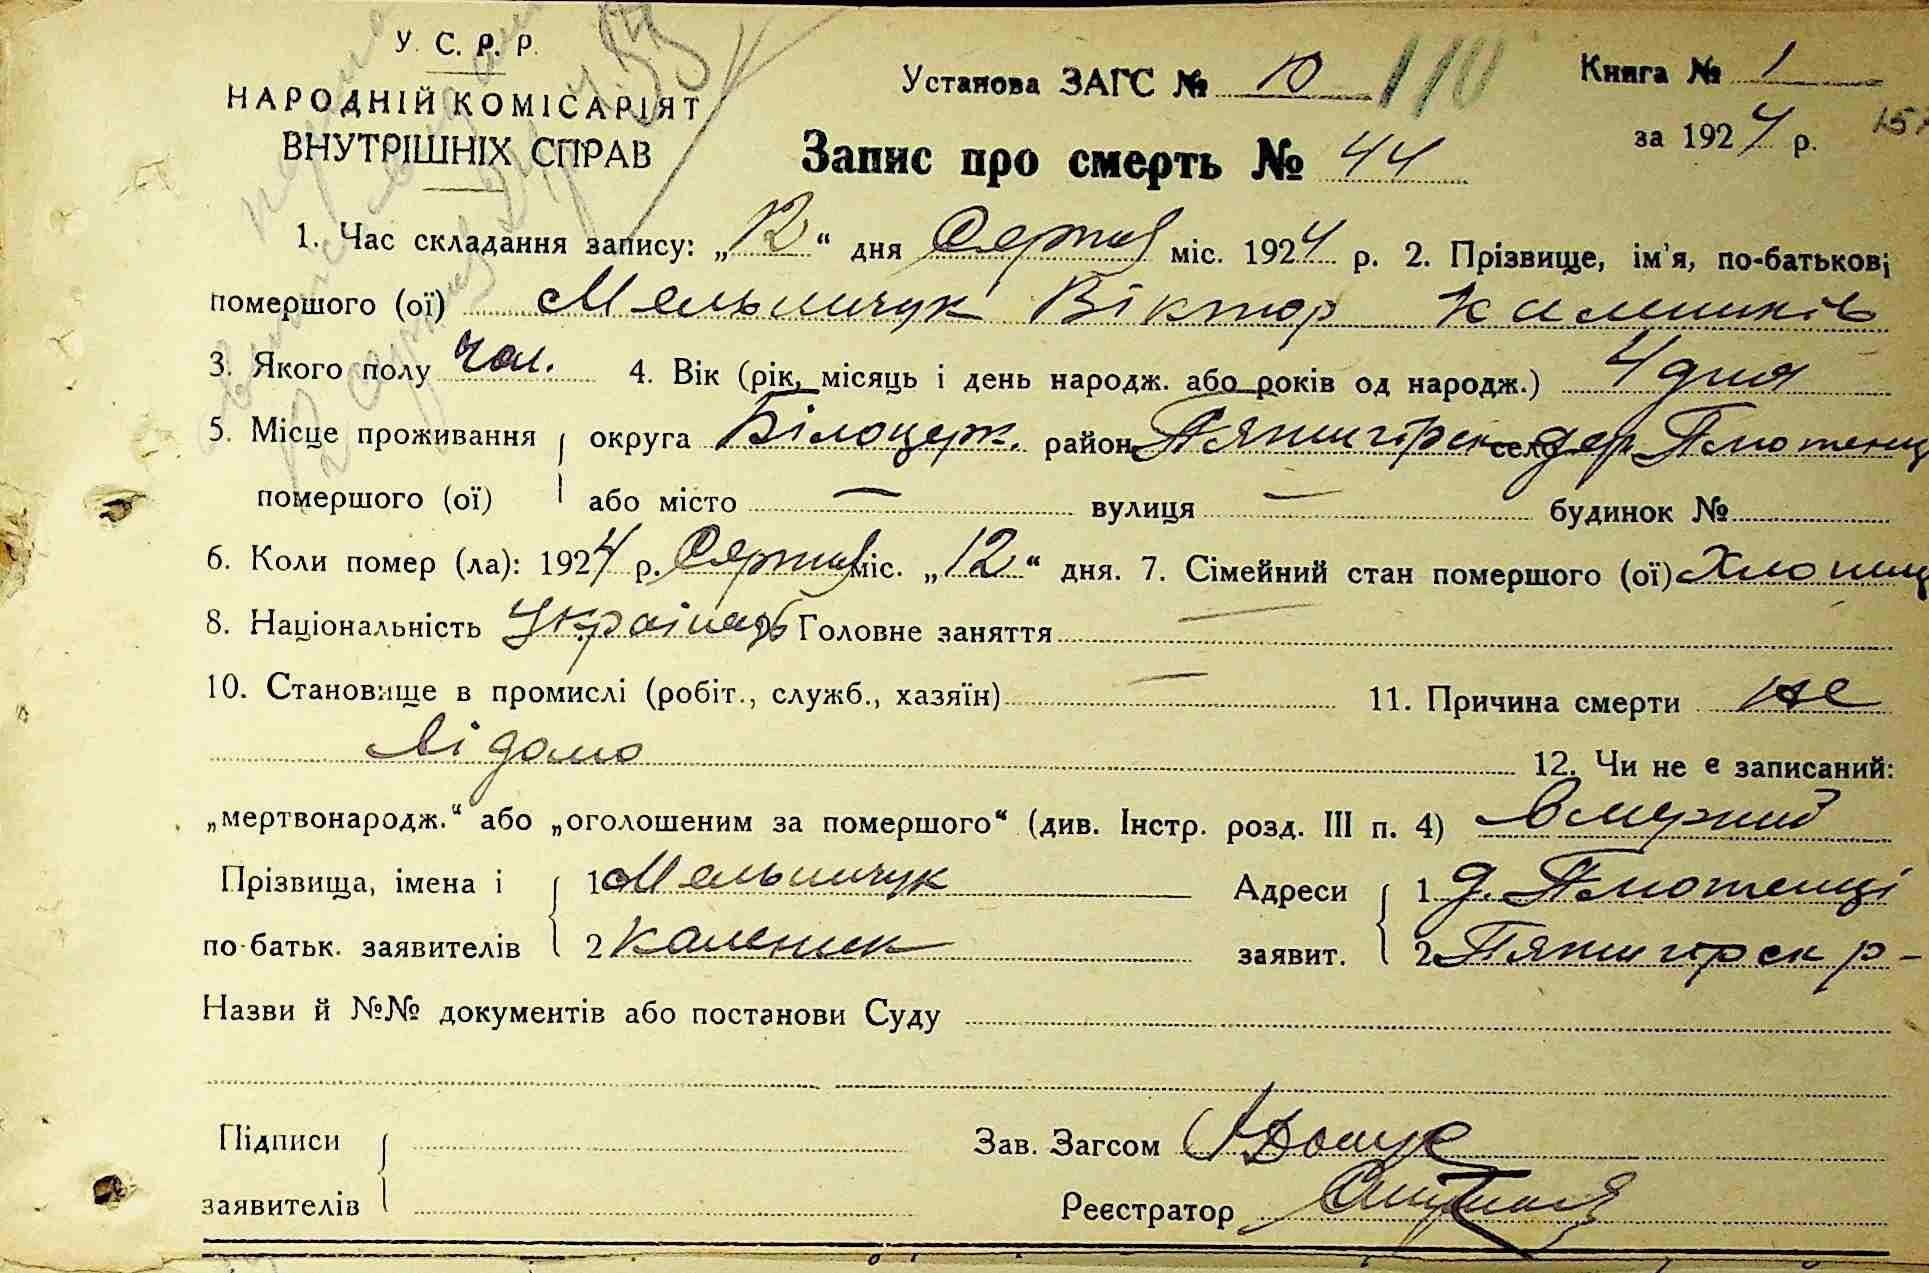 У. С. Р. Р.
НАРОДНІЙ КОМІСАРІЯТ
ВНУТРІШНІХ СПРАВ
Установа ЗАГС № 10 110
Книга № 1
за 1924 р.
Запис про смерть № 44
1. Час складання запису: „12“ дня Серпня міс. 1924 р. 2. Прізвище, ім'я, по-батькові
помершого (ої) Мельничук Віктор
3. Якого полу чол. 4. Вік (рік, місяць і день народж. або років од народж.) 4 дня
5. Місце проживання округа Білоцерк. район Пятигорск село дер Плютенці
помершого (ої) або місто — вулиця — будинок №
6. Коли помер (ла): 1924 р. Серпня міс. „12“ дня. 7. Сімейний стан помершого (ої)
8. Національність Українець Головне заняття —
10. Становище в промислі (робіт., служб., хазяїн) — 11. Причина смерти не
відомо 12. Чи не є записаний:
„мертвонародж.“ або „оголошеним за помершого“ (див. Інстр. розд. III п. 4) вмерший
Прізвища, імена і 1 Мельничук Адреси 1 д. Плютенці
по-батьк. заявителів 2 Каленик заявит. 2 Пятигорск р-
Назви й №№ документів або постанови Суду
Підписи Зав. Загсом
заявителів Реєстратор